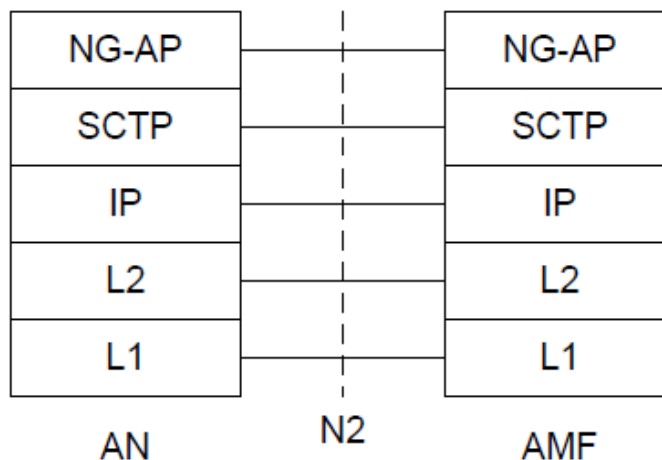 NG-AP NG-AP
SCTP SCTP
IP IP
L2 L2
L1 L1
AN N2 AMF